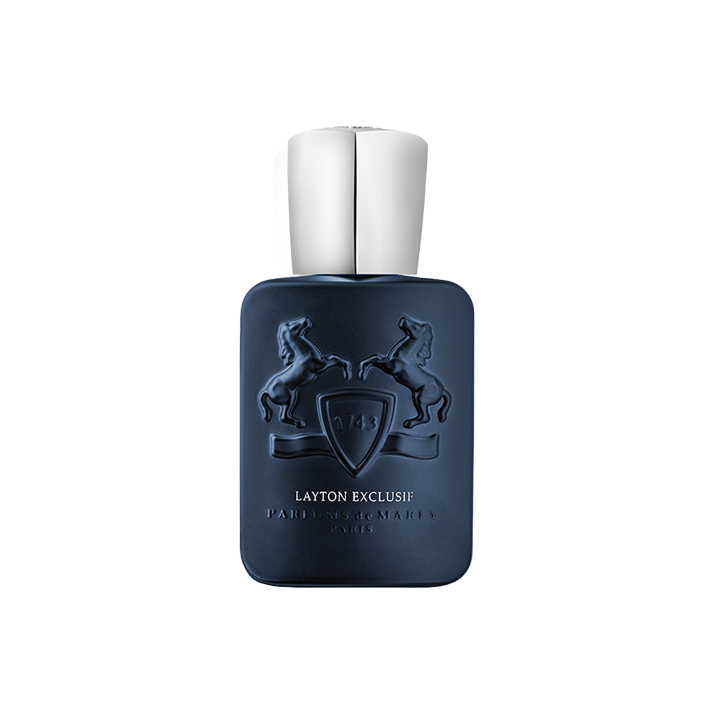 1743
LAYTON EXCLUSIF
PARFUMS de MARLY
PARIS